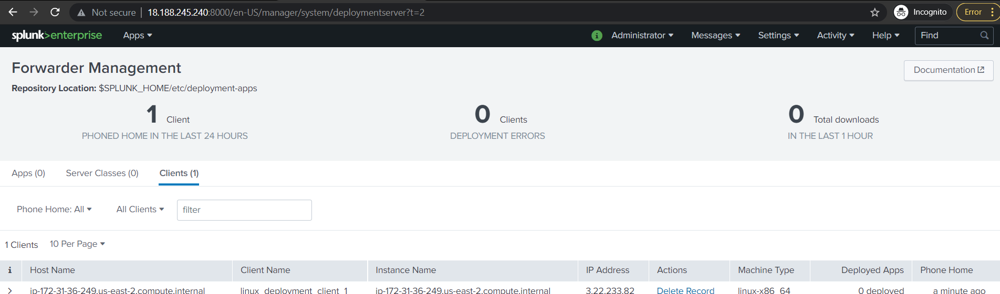 Not secure | 18.188.245.240:8000/en-US/manager/system/deploymentserver?t=2 Incognito Error
splunk>enterprise Apps i Administrator Messages Settings Activity Help Find
Forwarder Management
Documentation
Repository Location: $SPLUNK_HOME/etc/deployment-apps
1 Client 0 Clients 0 Total downloads
PHONED HOME IN THE LAST 24 HOURS DEPLOYMENT ERRORS IN THE LAST 1 HOUR
Apps (0) Server Classes (0) Clients (1)
Phone Home: All All Clients filter
1 Clients 10 Per Page
i Host Name Client Name Instance Name IP Address Actions Machine Type Deployed Apps Phone Home
> ip-172-31-36-249.us-east-2.compute.internal linux_deployment_client_1 ip-172-31-36-249.us-east-2.compute.internal 3.22.233.82 Delete Record linux-x86_64 0 deployed a minute ago